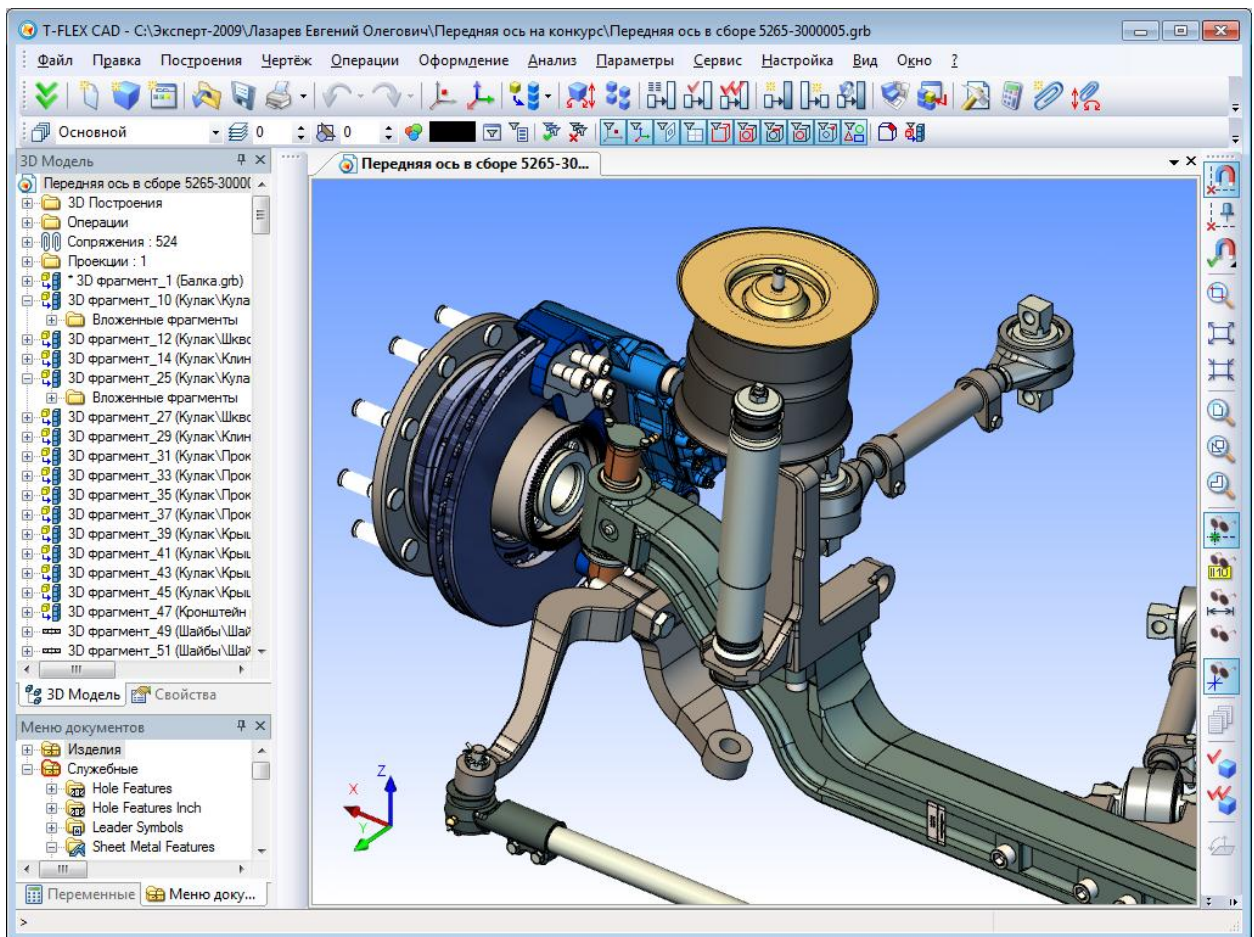 T-FLEX CAD - C:\Эксперт-2009\Лазарев Евгений Олегович\Передняя ось на конкурс\Передняя ось в сборе 5265-3000005.grb
Файл Правка Построения Чертёж Операции Оформление Анализ Параметры Сервис Настройка Вид Окно ?
Основной 0 0
3D Модель
Передняя ось в сборе 5265-30...
Передняя ось в сборе 5265-3000(
3D Построения
Операции
Сопряжения : 524
Проекции : 1
* 3D фрагмент_1 (Балка.grb)
3D фрагмент_10 (Кулак\Кула
Вложенные фрагменты
3D фрагмент_12 (Кулак\Шквс
3D фрагмент_14 (Кулак\Клин
3D фрагмент_25 (Кулак\Кула
Вложенные фрагменты
3D фрагмент_27 (Кулак\Шквс
3D фрагмент_29 (Кулак\Клин
3D фрагмент_31 (Кулак\Прок
3D фрагмент_33 (Кулак\Прок
3D фрагмент_35 (Кулак\Прок
3D фрагмент_37 (Кулак\Прок
3D фрагмент_39 (Кулак\Крыц
3D фрагмент_41 (Кулак\Крыц
3D фрагмент_43 (Кулак\Крыц
3D фрагмент_45 (Кулак\Крыц
3D фрагмент_47 (Кронштейн
3D фрагмент_49 (Шайбы\Шай
3D фрагмент_51 (Шайбы\Шай
3D Модель Свойства
Меню документов
Изделия
Служебные
Hole Features
Hole Features Inch
Leader Symbols
Sheet Metal Features
Переменные Меню доку...
Z
X
Y
>